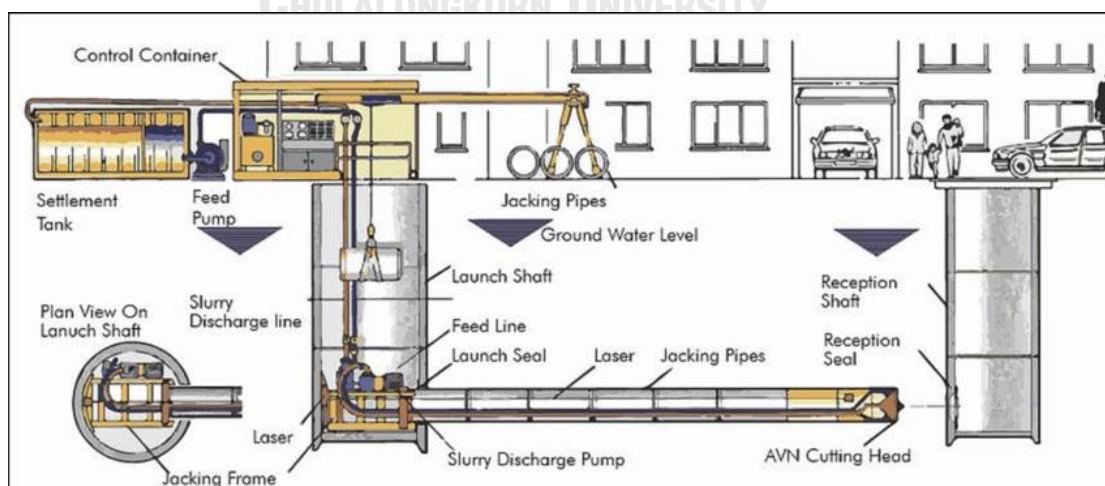 CHULALONGKORN UNIVERSITY
Control Container
Settlement
Tank
Feed
Pump
Jacking Pipes
Ground Water Level
Launch Shaft
Reception
Shaft
Plan View On
Lanuch Shaft
Slurry
Discharge line
Feed Line
Launch Seal
Laser
Jacking Pipes
Reception
Seal
Laser
Jacking Frame
Slurry Discharge Pump
AVN Cutting Head